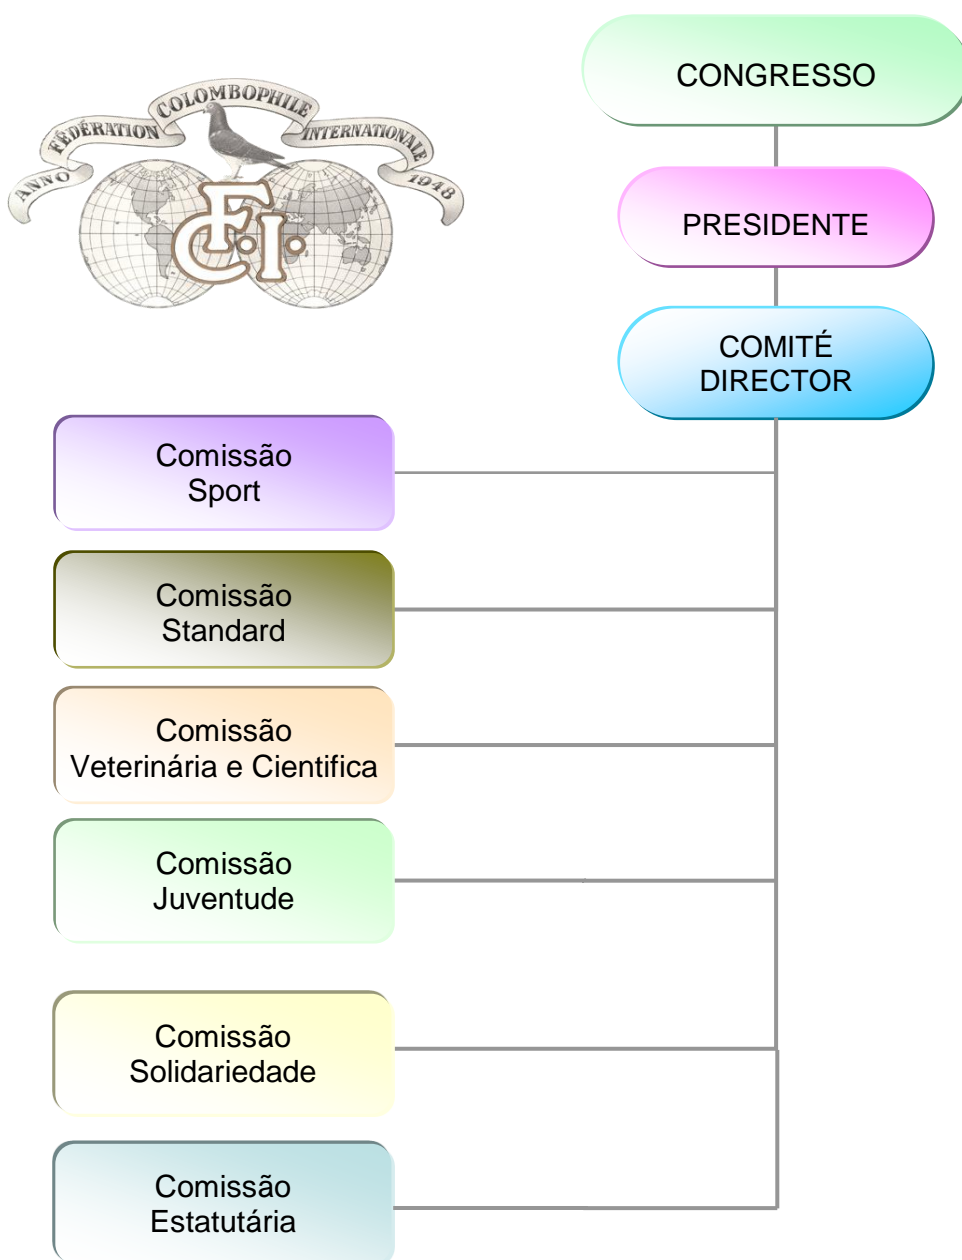 ANNO FÉDÉRATION COLOMBOPHILE INTERNATIONALE 1948
F.C.I.
CONGRESSO
PRESIDENTE
COMITÉ
DIRECTOR
Comissão
Sport
Comissão
Standard
Comissão
Veterinária e Cientifica
Comissão
Juventude
Comissão
Solidariedade
Comissão
Estatutária